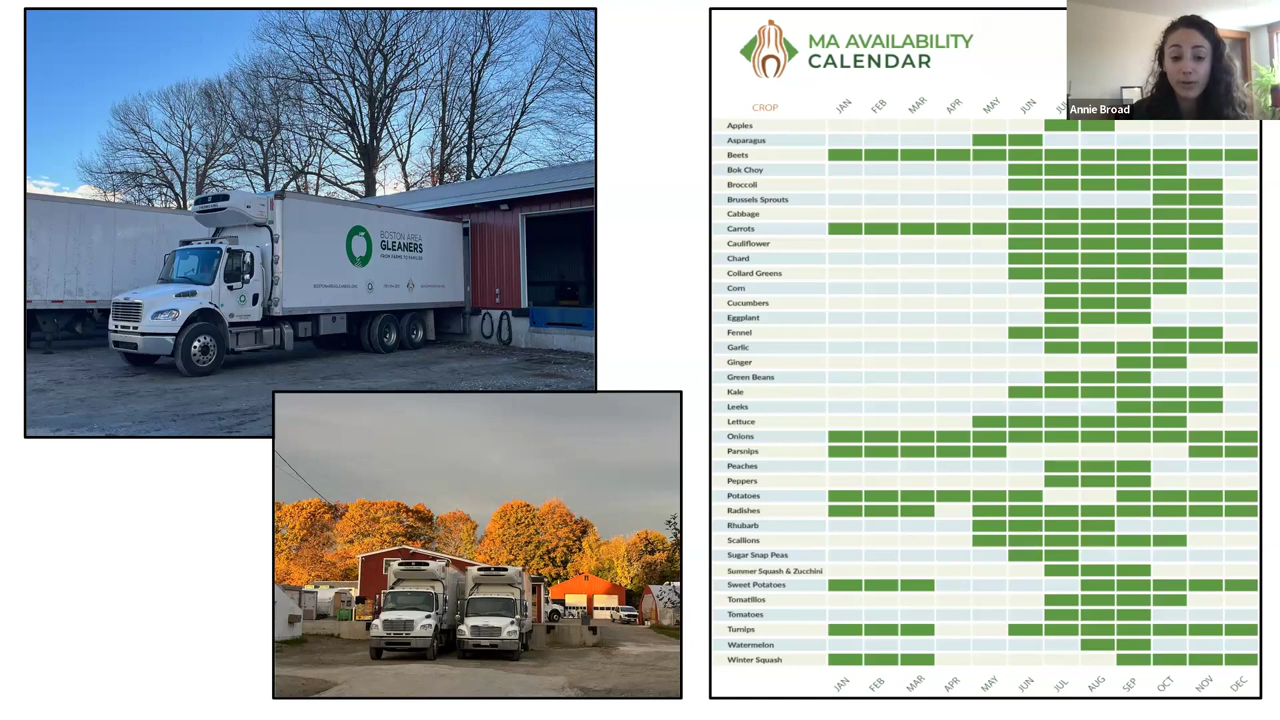 BOSTON AREA
GLEANERS
FROM FARMS TO FAMILIES
MA AVAILABILITY
CALENDAR
Annie Broad
CROP
JAN FEB MAR APR MAY JUN
Apples
Asparagus
Beets
Bok Choy
Broccoli
Brussels Sprouts
Cabbage
Carrots
Cauliflower
Chard
Collard Greens
Corn
Cucumbers
Eggplant
Fennel
Garlic
Ginger
Green Beans
Kale
Leeks
Lettuce
Onions
Parsnips
Peaches
Peppers
Potatoes
Radishes
Rhubarb
Scallions
Sugar Snap Peas
Summer Squash & Zucchini
Sweet Potatoes
Tomatillos
Tomatoes
Turnips
Watermelon
Winter Squash
JAN FEB MAR APR MAY JUN JUL AUG SEP OCT NOV DEC